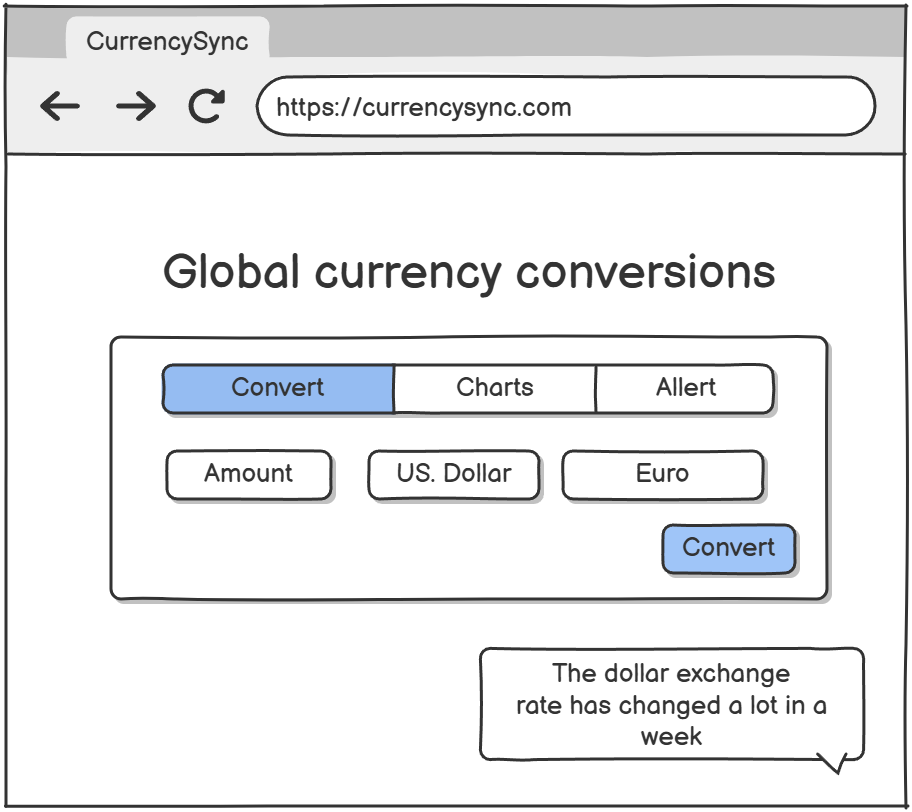 CurrencySync
https://currencysync.com
Global currency conversions
Convert Charts Allert
Amount US. Dollar Euro
Convert
The dollar exchange
rate has changed a lot in a
week